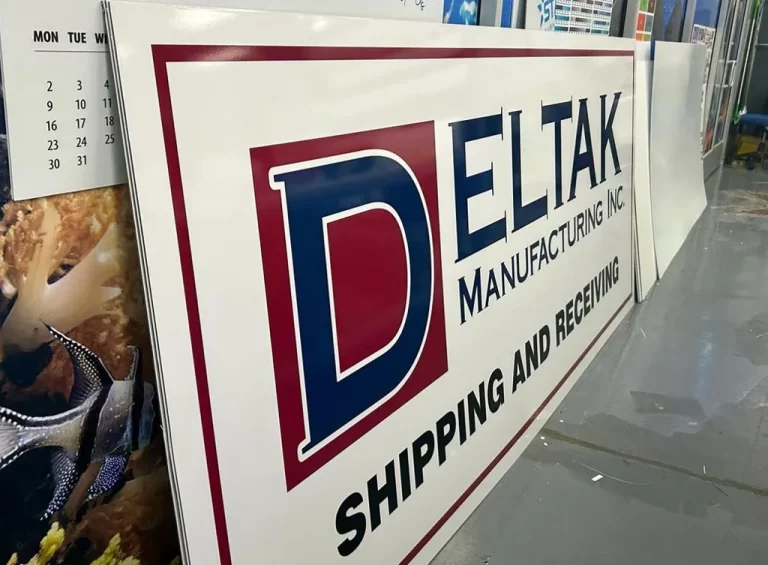 MON TUE
2 3 4
9 10 11
16 17 18
23 24 25
30 31
DELTAK
MANUFACTURING INC.
SHIPPING AND RECEIVING